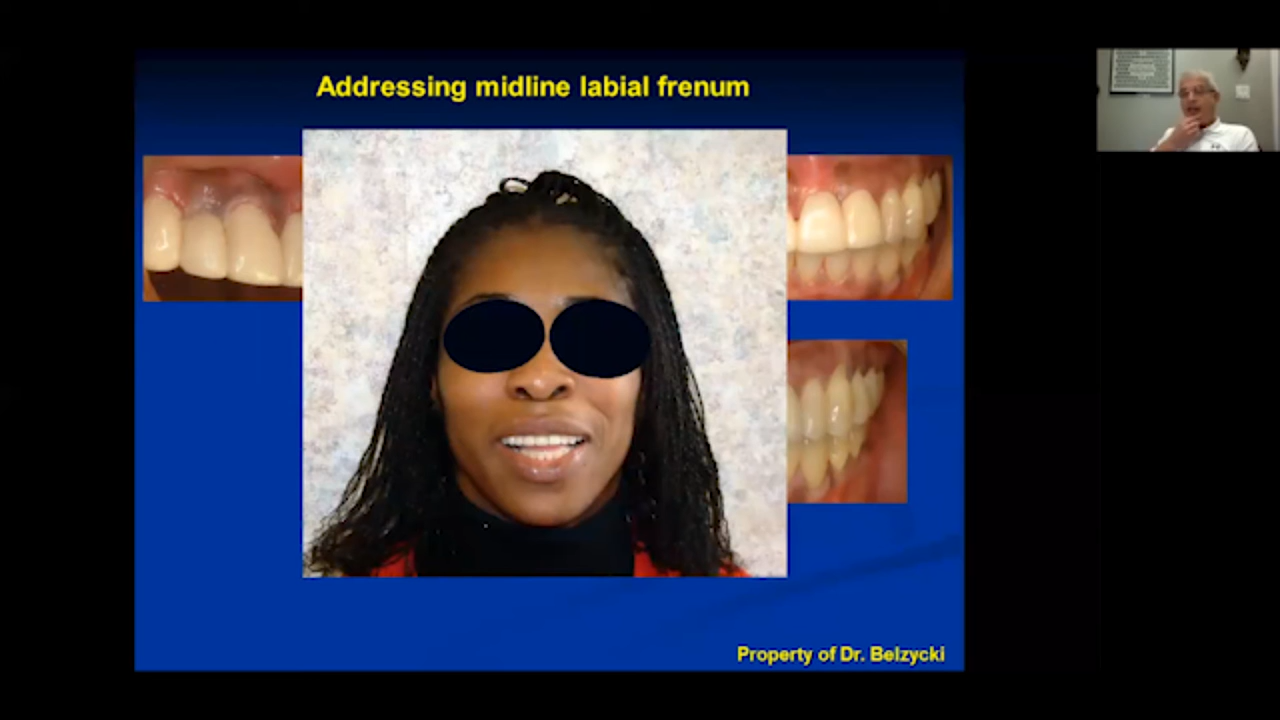 Addressing midline labial frenum
Property of Dr. Belzycki